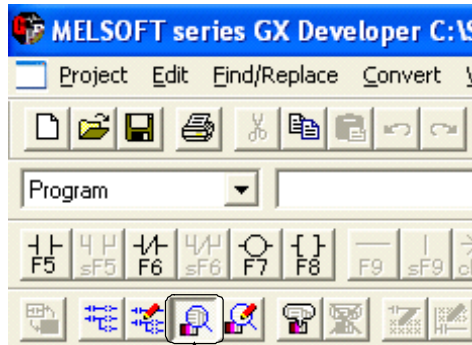 MELSOFT series GX Developer C:\S
Project Edit Find/Replace Convert
Program
F5 sF5 F6 sF6 F7 F8 F9 sF9